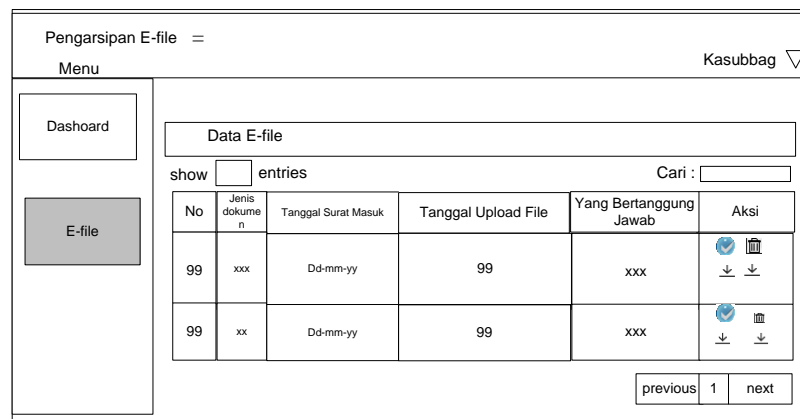 Pengarsipan E-file =
Menu
Kasubbag
Dashoard
E-file
Data E-file
show entries
Cari :
No Jenis dokume n Tanggal Surat Masuk Tanggal Upload File Yang Bertanggung Jawab Aksi
99 xxx Dd-mm-yy 99 xxx
99 xx Dd-mm-yy 99 xxx
previous 1 next